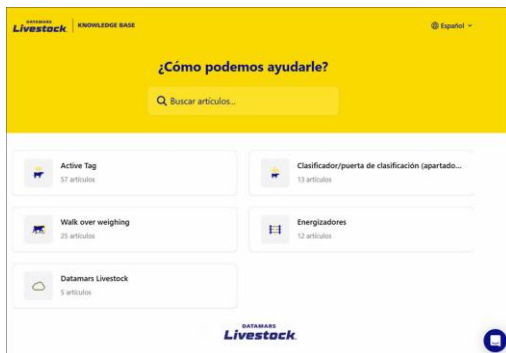 DATAMARS
Livestock
KNOWLEDGE BASE
Español
¿Cómo podemos ayudarle?
Buscar artículos...
Active Tag
57 artículos
Clasificador/puerta de clasificación (apartado...
13 artículos
Walk over weighing
25 artículos
Energizadores
12 artículos
Datamars Livestock
5 artículos
DATAMARS
Livestock